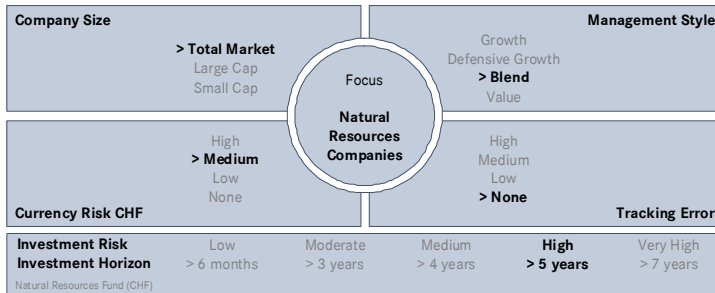 Company Size
> Total Market
Large Cap
Small Cap
Management Style
Growth
Defensive Growth
> Blend
Value
Focus
Natural
Resources
Companies
High
> Medium
Low
None
Currency Risk CHF
High
Medium
Low
> None
Tracking Error
Investment Risk Low Moderate Medium High Very High
Investment Horizon > 6 months > 3 years > 4 years > 5 years > 7 years
Natural Resources Fund (CHF)